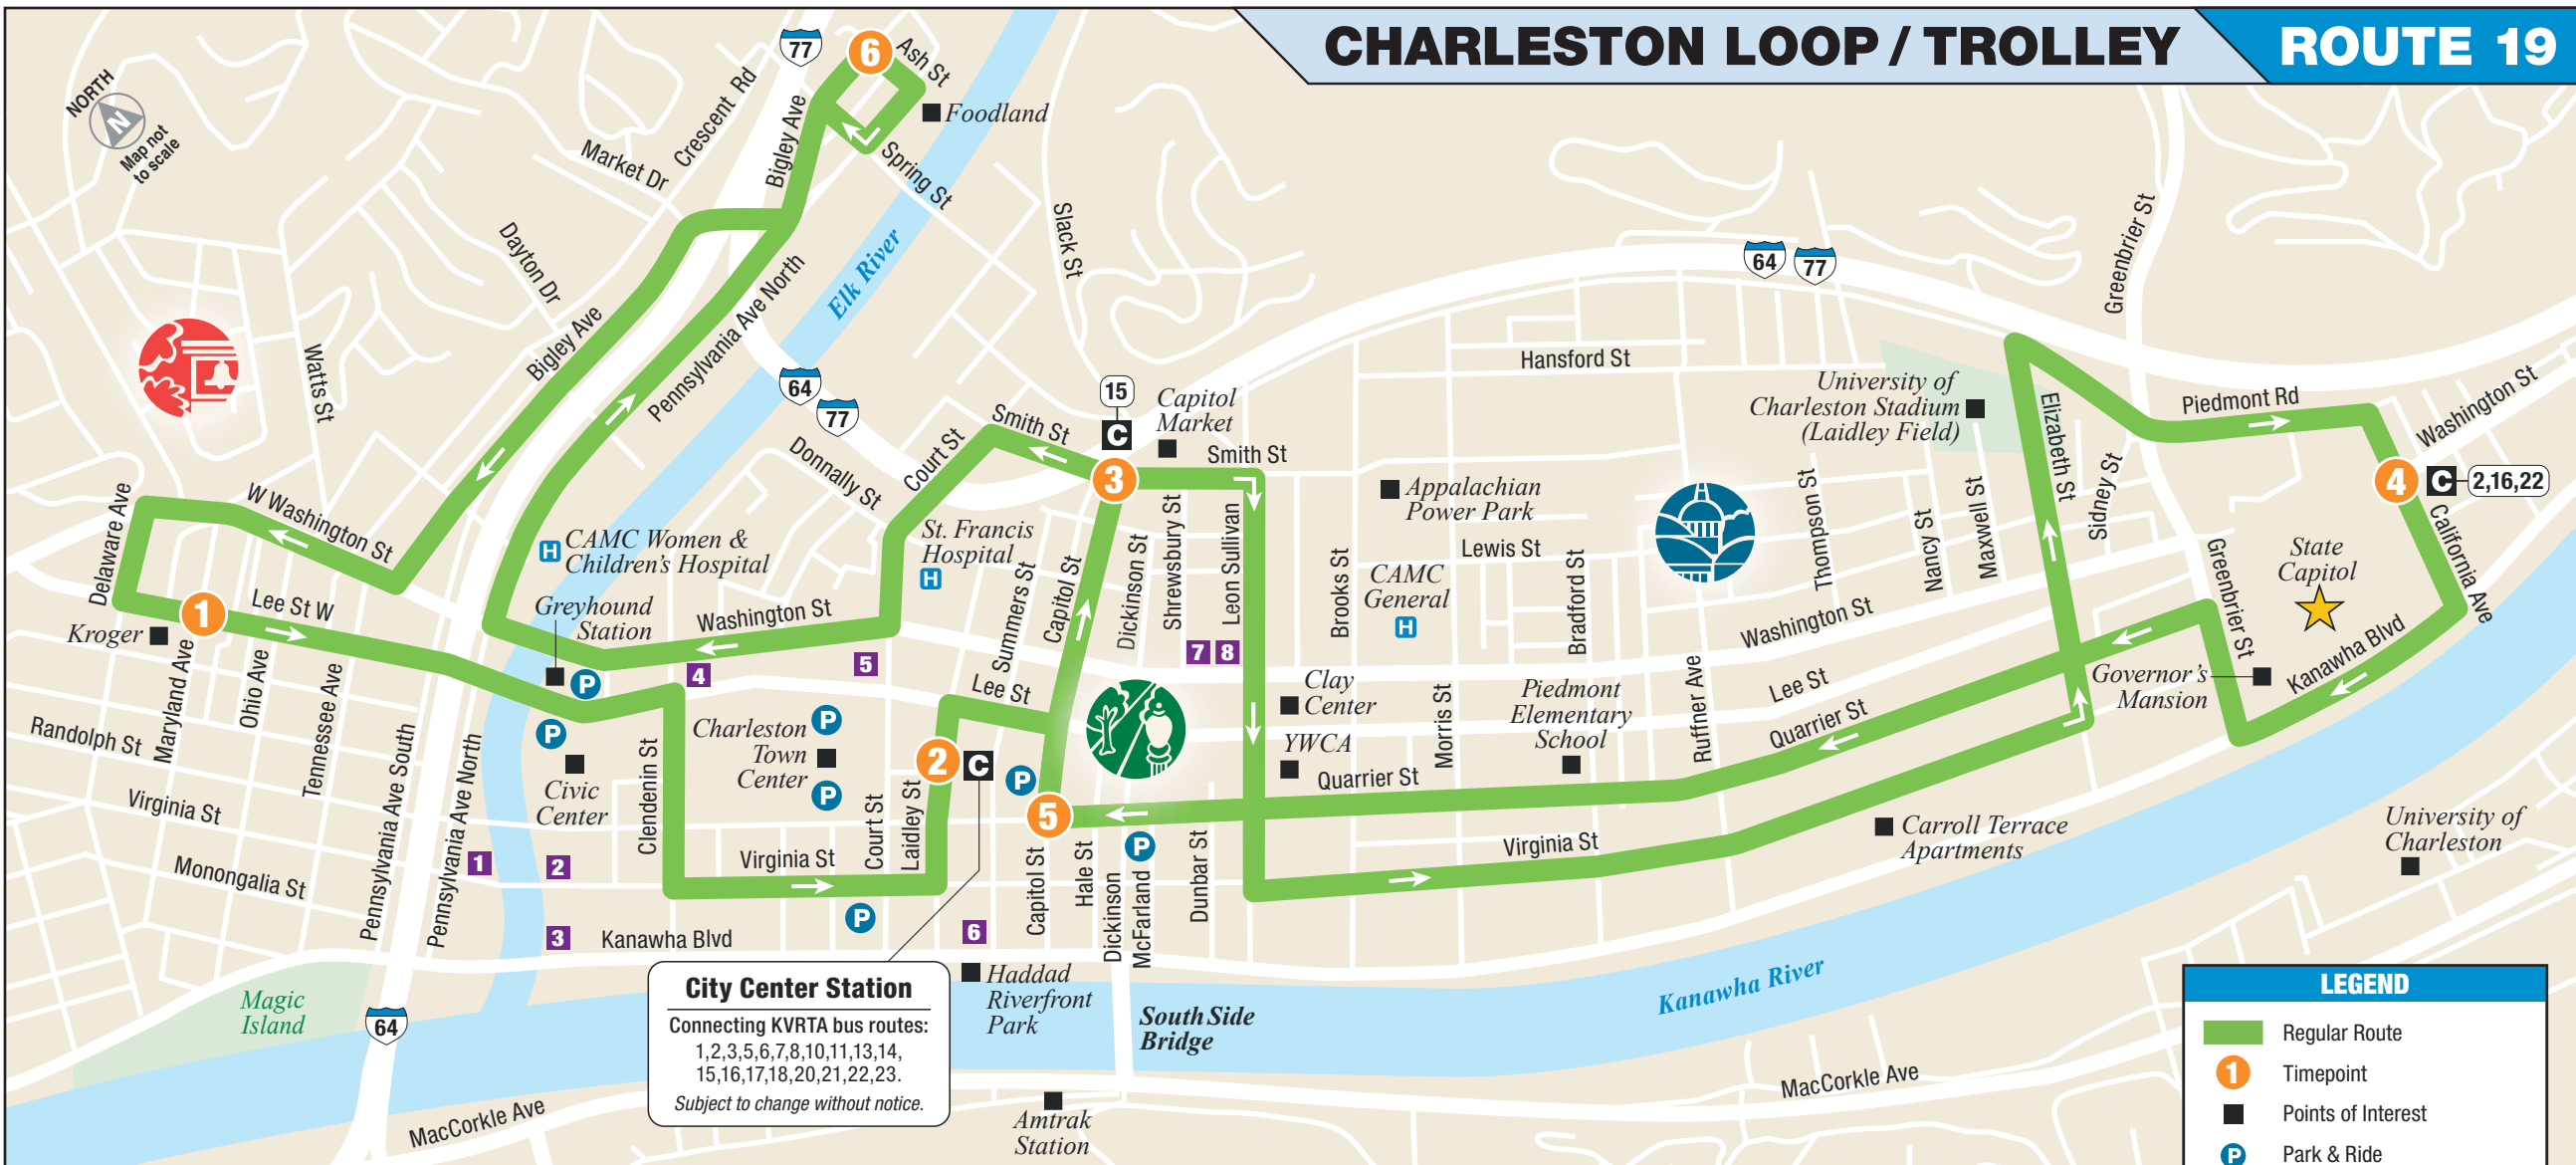 CHARLESTON LOOP / TROLLEY
ROUTE 19
NORTH
N
Map not
to scale
77
6
Ash St
Foodland
Crescent Rd
Bigley Ave
Market Dr
Spring St
Slack St
Dayton Dr
Elk River
Bigley Ave
Pennsylvania Ave North
Watts St
64
77
64
77
Greenbrier St
Hansford St
University of
Charleston Stadium
(Laidley Field)
Elizabeth St
Piedmont Rd
Washington St
15
C
Capitol
Market
Smith St
3
Smith St
Court St
Donnally St
4
C
2,16,22
California Ave
Sidney St
Maxwell St
Nancy St
Thompson St
Appalachian
Power Park
Lewis St
W Washington St
Delaware Ave
H
CAMC Women &
Children's Hospital
St. Francis
Hospital
H
Summers St
Capitol St
Dickinson St
Shrewsbury St
Leon Sullivan
Brooks St
CAMC
General
H
Bradford St
Greenbrier St
State
Capitol
1
Lee St W
Kroger
Greyhound
Station
P
Washington St
4
5
7
8
Washington St
Kanawha Blvd
Governor's
Mansion
Maryland Ave
Ohio Ave
Tennessee Ave
Randolph St
Virginia St
Monongalia St
Pennsylvania Ave South
Pennsylvania Ave North
P
Civic
Center
Clendenin St
Charleston
Town
Center
P
P
Lee St
2
C
P
5
Clay
Center
YWCA
Morris St
Piedmont
Elementary
School
Ruffner Ave
Lee St
Quarrier St
Quarrier St
Virginia St
Court St
Laidley St
P
Capitol St
Hale St
Dickinson
P
McFarland
Dunbar St
Virginia St
Carroll Terrace
Apartments
University of
Charleston
1
2
3
6
Kanawha Blvd
Magic
Island
64
City Center Station
Connecting KVRTA bus routes:
1,2,3,5,6,7,8,10,11,13,14,
15,16,17,18,20,21,22,23.
Subject to change without notice.
Haddad
Riverfront
Park
South Side
Bridge
Kanawha River
MacCorkle Ave
Amtrak
Station
MacCorkle Ave
LEGEND
Regular Route
1
Timepoint
Points of Interest
P
Park & Ride